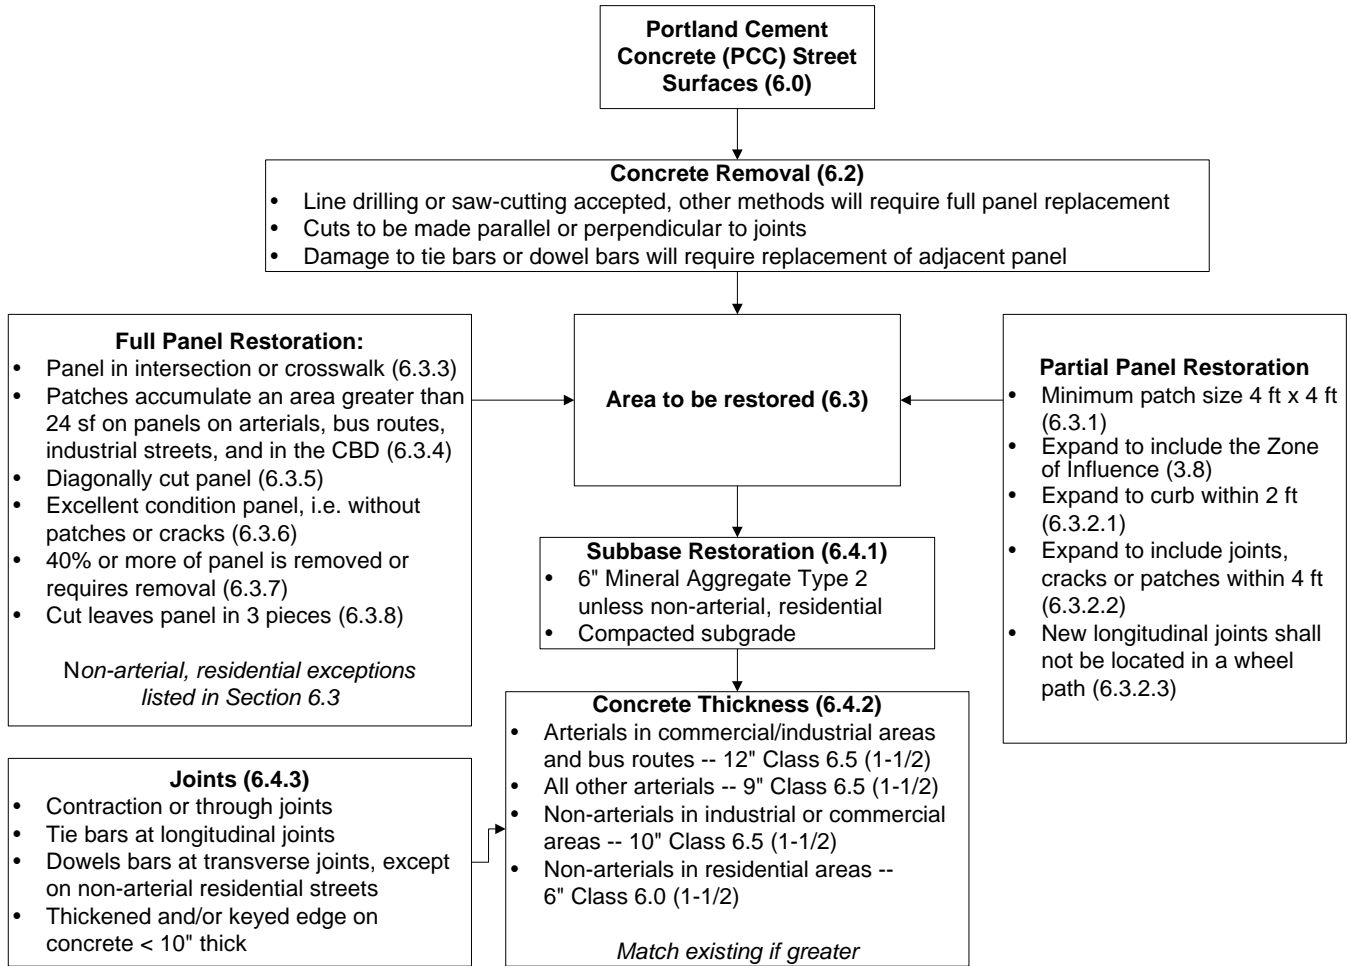 Portland Cement
Concrete (PCC) Street
Surfaces (6.0)
Concrete Removal (6.2)
• Line drilling or saw-cutting accepted, other methods will require full panel replacement
• Cuts to be made parallel or perpendicular to joints
• Damage to tie bars or dowel bars will require replacement of adjacent panel
Full Panel Restoration:
• Panel in intersection or crosswalk (6.3.3)
• Patches accumulate an area greater than
24 sf on panels on arterials, bus routes,
industrial streets, and in the CBD (6.3.4)
• Diagonally cut panel (6.3.5)
• Excellent condition panel, i.e. without
patches or cracks (6.3.6)
• 40% or more of panel is removed or
requires removal (6.3.7)
• Cut leaves panel in 3 pieces (6.3.8)
Non-arterial, residential exceptions
listed in Section 6.3
Area to be restored (6.3)
Partial Panel Restoration
• Minimum patch size 4 ft x 4 ft
(6.3.1)
• Expand to include the Zone
of Influence (3.8)
• Expand to curb within 2 ft
(6.3.2.1)
• Expand to include joints,
cracks or patches within 4 ft
(6.3.2.2)
• New longitudinal joints shall
not be located in a wheel
path (6.3.2.3)
Subbase Restoration (6.4.1)
• 6" Mineral Aggregate Type 2
unless non-arterial, residential
• Compacted subgrade
Joints (6.4.3)
• Contraction or through joints
• Tie bars at longitudinal joints
• Dowels bars at transverse joints, except
on non-arterial residential streets
• Thickened and/or keyed edge on
concrete < 10" thick
Concrete Thickness (6.4.2)
• Arterials in commercial/industrial areas
and bus routes -- 12" Class 6.5 (1-1/2)
• All other arterials -- 9" Class 6.5 (1-1/2)
• Non-arterials in industrial or commercial
areas -- 10" Class 6.5 (1-1/2)
• Non-arterials in residential areas --
6" Class 6.0 (1-1/2)
Match existing if greater